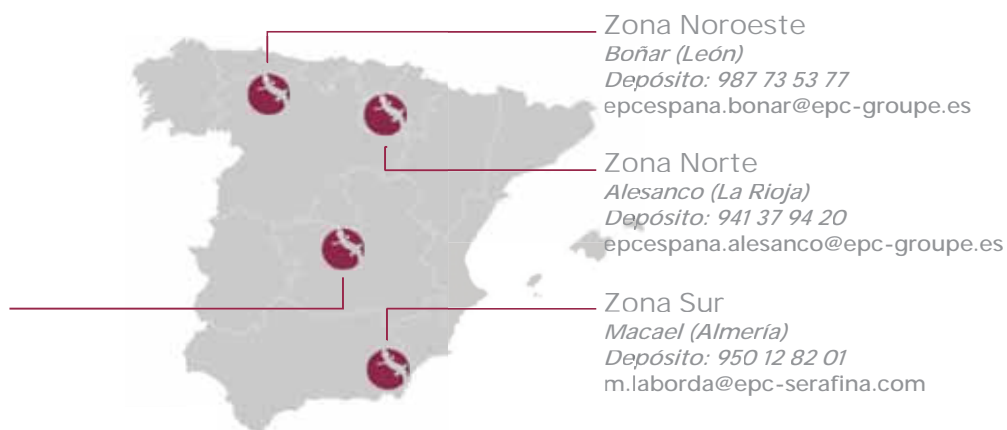 Zona Noroeste
Boñar (León)
Depósito: 987 73 53 77
epcespana.bonar@epc-groupe.es
Zona Norte
Alesanco (La Rioja)
Depósito: 941 37 94 20
epcespana.alesanco@epc-groupe.es
Zona Sur
Macael (Almería)
Depósito: 950 12 82 01
m.laborda@epc-serafina.com